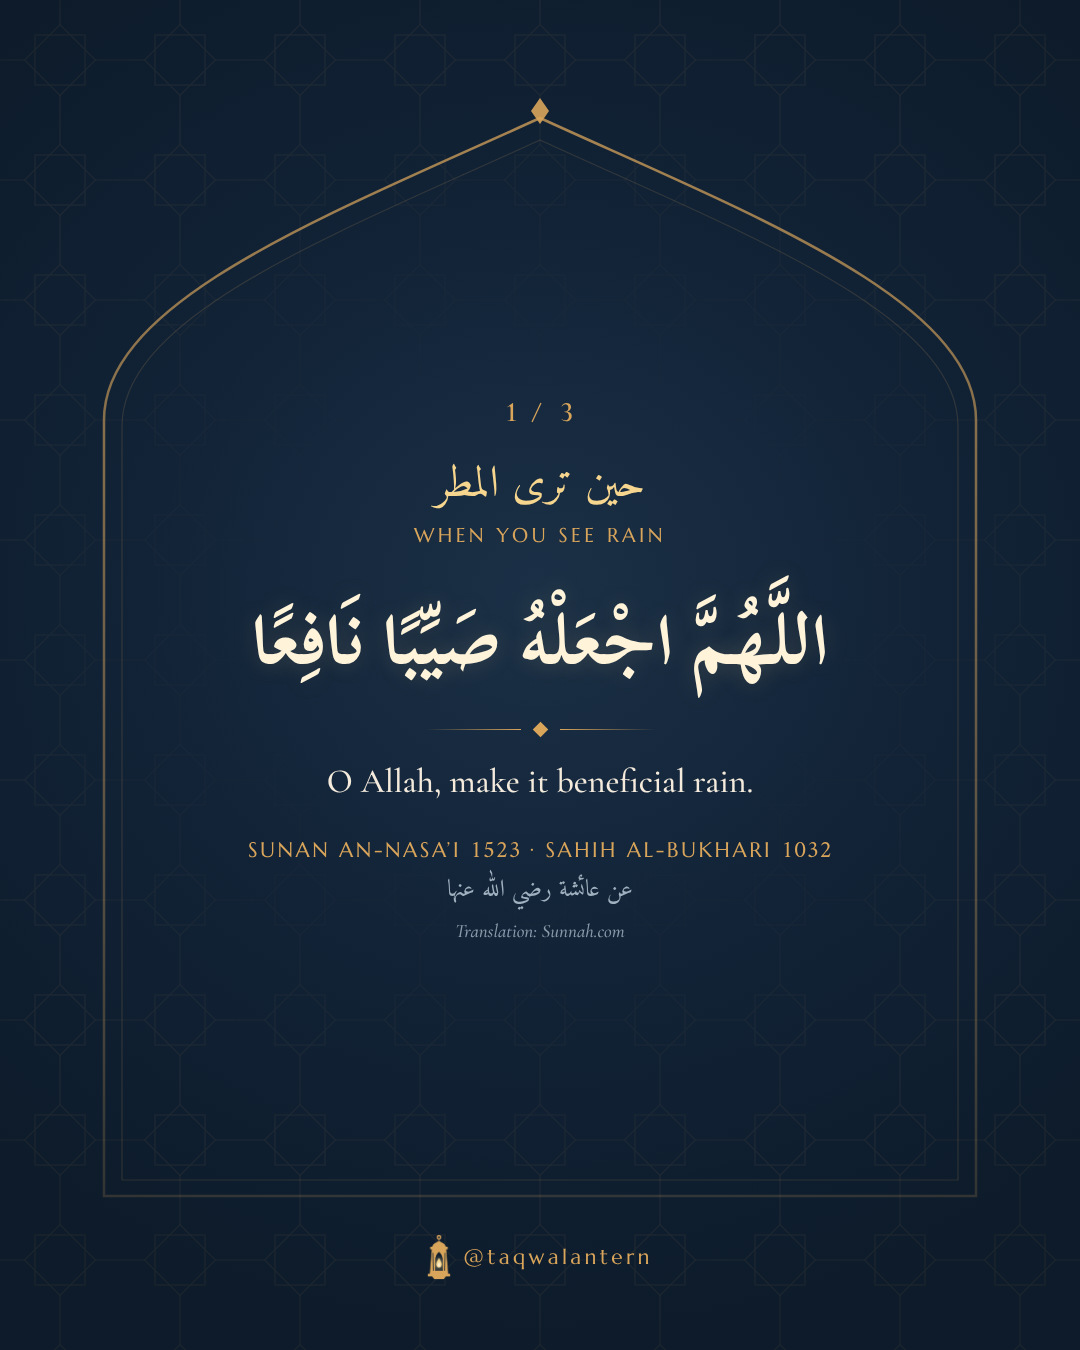 1 / 3
حين ترى المطر
WHEN YOU SEE RAIN
اللَّهُمَّ اجْعَلْهُ صَيِّبًا نَافِعًا
O Allah, make it beneficial rain.
SUNAN AN-NASA’I 1523 · SAHIH AL-BUKHARI 1032
عن عائشة رضي الله عنها
Translation: Sunnah.com
@taqwalantern